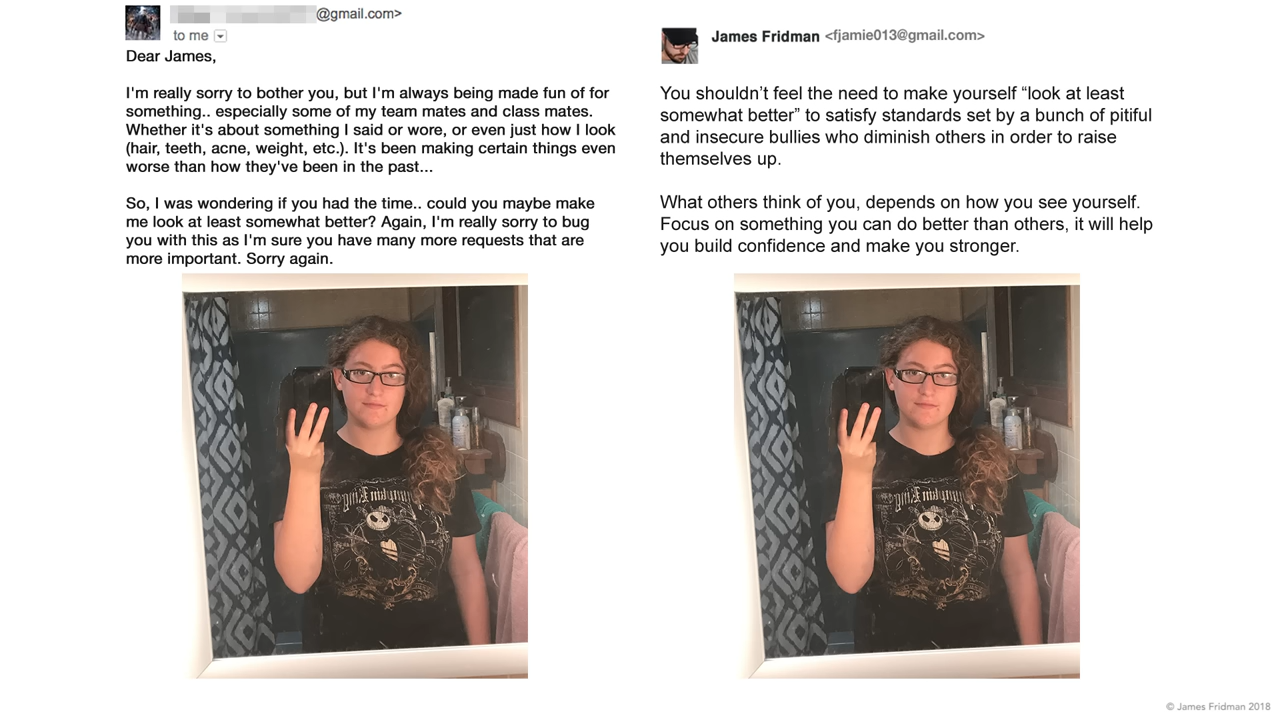 @gmail.com>
to me
Dear James,
I'm really sorry to bother you, but I'm always being made fun of for
something.. especially some of my team mates and class mates.
Whether it's about something I said or wore, or even just how I look
(hair, teeth, acne, weight, etc.). It's been making certain things even
worse than how they've been in the past...
So, I was wondering if you had the time.. could you maybe make
me look at least somewhat better? Again, I'm really sorry to bug
you with this as I'm sure you have many more requests that are
more important. Sorry again.
James Fridman <fjamie013@gmail.com>
You shouldn’t feel the need to make yourself “look at least
somewhat better” to satisfy standards set by a bunch of pitiful
and insecure bullies who diminish others in order to raise
themselves up.
What others think of you, depends on how you see yourself.
Focus on something you can do better than others, it will help
you build confidence and make you stronger.
© James Fridman 2018